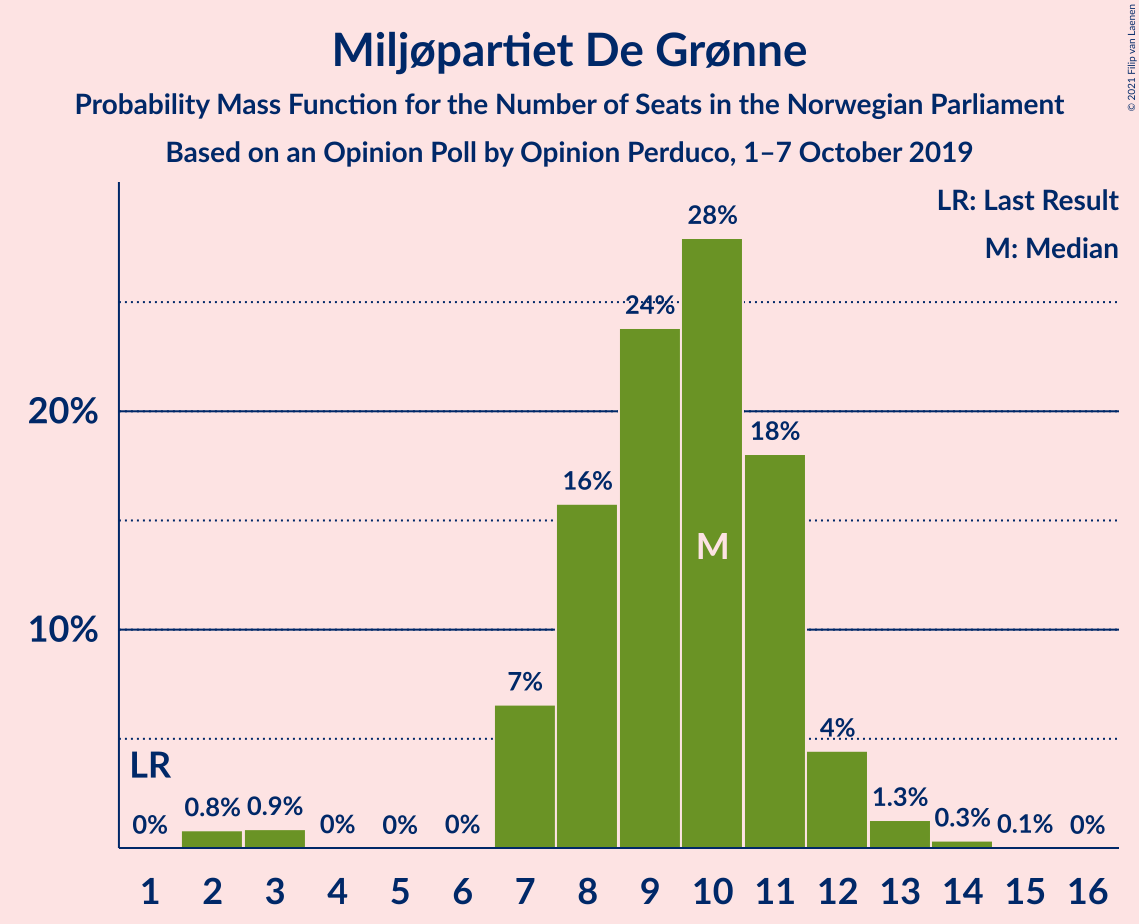 Miljøpartiet De Grønne
Probability Mass Function for the Number of Seats in the Norwegian Parliament
Based on an Opinion Poll by Opinion Perduco, 1–7 October 2019
© 2021 Filip van Laenen
LR: Last Result
M: Median
28%
24%
20%
18%
16%
M
10%
7%
4%
LR
0%
0.8%
0.9%
0%
0%
0%
1.3%
0.3%
0.1%
0%
1 2 3 4 5 6 7 8 9 10 11 12 13 14 15 16